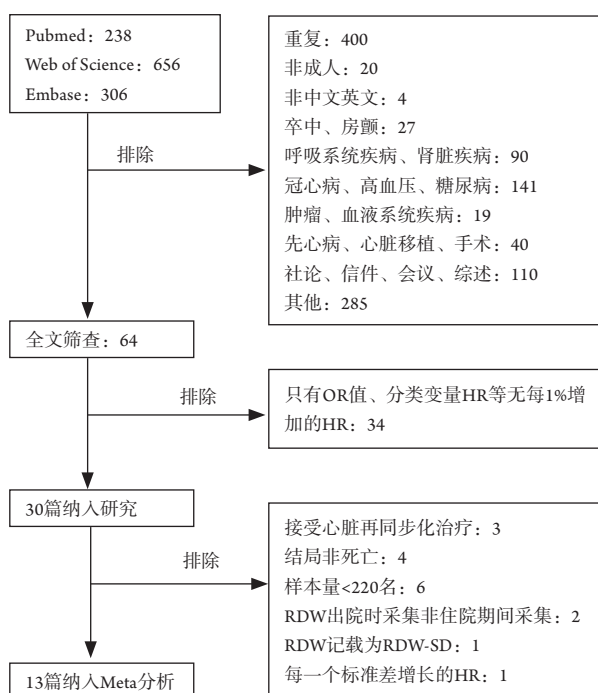 Pubmed：238
Web of Science：656
Embase：306
排除
重复：400
非成人：20
非中文英文：4
卒中、房颤：27
呼吸系统疾病、肾脏疾病：90
冠心病、高血压、糖尿病：141
肿瘤、血液系统疾病：19
先心病、心脏移植、手术：40
社论、信件、会议、综述：110
其他：285
全文筛查：64
排除
只有OR值、分类变量HR等无每1%增
加的HR：34
30篇纳入研究
排除
接受心脏再同步化治疗：3
结局非死亡：4
样本量<220名：6
RDW出院时采集非住院期间采集：2
RDW记载为RDW-SD：1
每一个标准差增长的HR：1
13篇纳入Meta分析